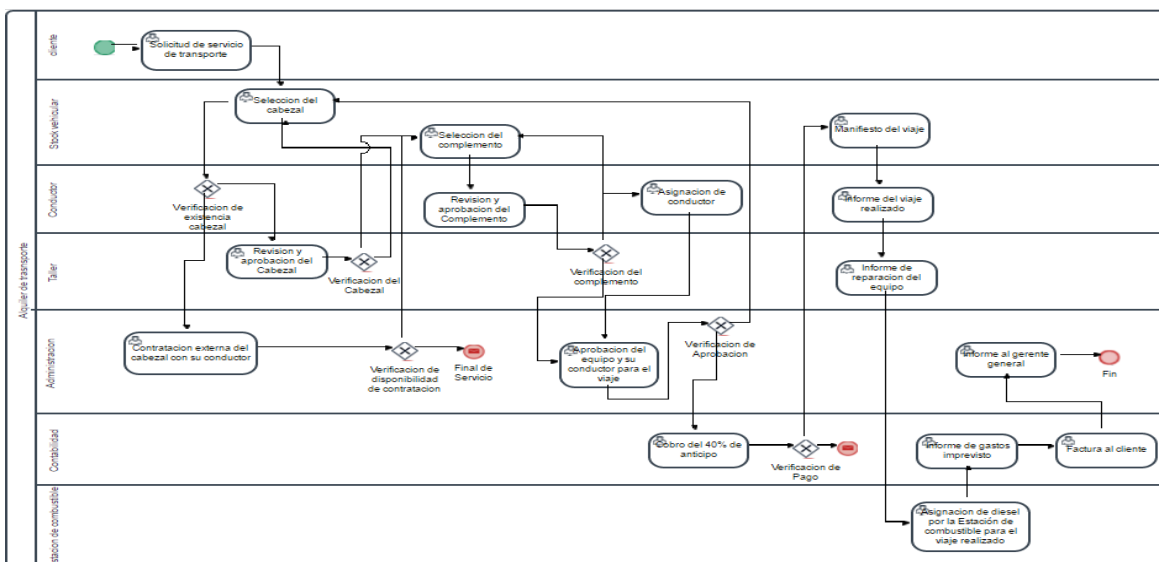 Alquiler de trasnporte
cliente
Solicitud de servicio
de transporte
Stock vehicular
Seleccion del
cabezal
Seleccion del
complemento
Manifiesto del viaje
Conductor
Verificacion de
existencia
cabezal
Revision y
aprobacion del
Complemento
Asignacion de
conductor
Informe del viaje
realizado
Taller
Revision y
aprobacion del
Cabezal
Verificacion del
Cabezal
Verificacion del
complemento
Informe de
reparacion del
equipo
Administracion
Contratacion externa del
cabezal con su conductor
Verificacion de
disponibilidad
de contratacion
Final de
Servicio
Aprobacion del
equipo y su
conductor para el
viaje
Verificacion de
Aprobacion
Informe al gerente
general
Fin
Contabilidad
Cobro del 40% de
anticipo
Verificacion de
Pago
Informe de gastos
imprevisto
Factura al cliente
stacion de combustible
Asignacion de diesel
por la Estación de
combustible para el
viaje realizado